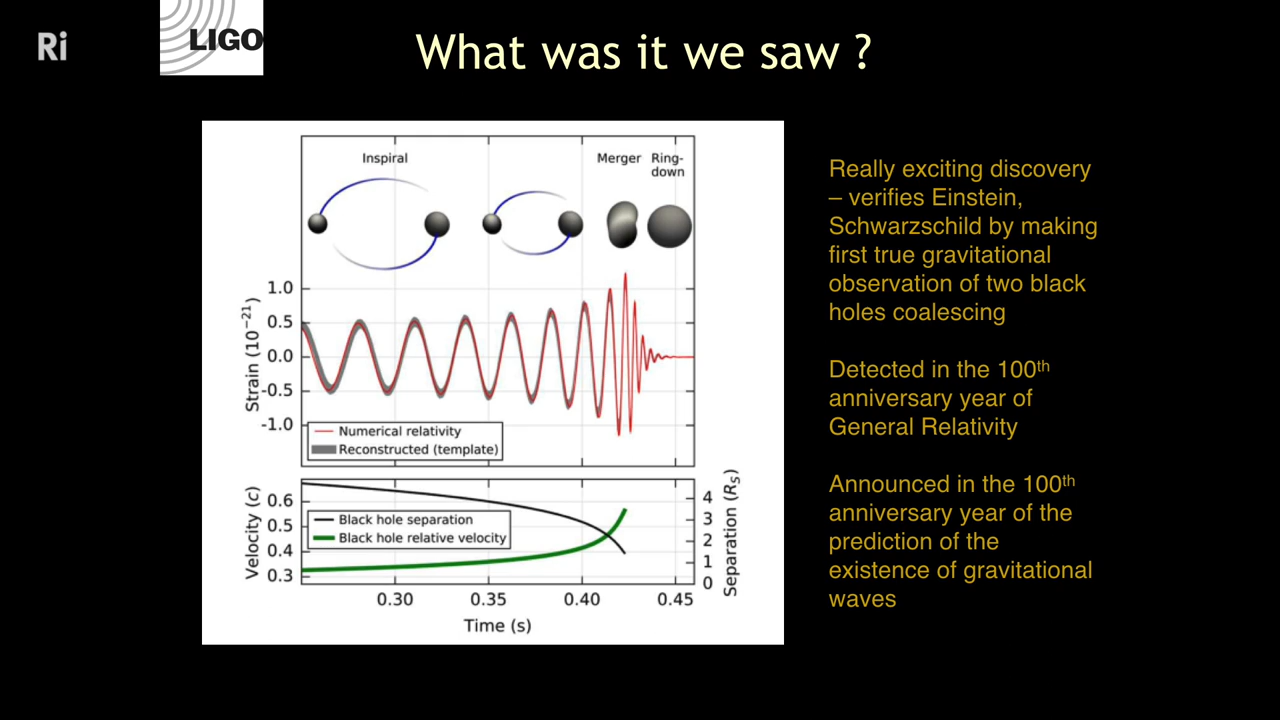 Ri
LIGO
What was it we saw ?
Inspiral
Merger
Ring-
down
Strain (10⁻²¹)
1.0
0.5
0.0
-0.5
-1.0
Numerical relativity
Reconstructed (template)
Velocity (c)
0.6
0.5
0.4
0.3
Black hole separation
Black hole relative velocity
4
3
2
1
0
Separation (R_S)
0.30
0.35
0.40
0.45
Time (s)
Really exciting discovery
– verifies Einstein,
Schwarzschild by making
first true gravitational
observation of two black
holes coalescing
Detected in the 100th
anniversary year of
General Relativity
Announced in the 100th
anniversary year of the
prediction of the
existence of gravitational
waves